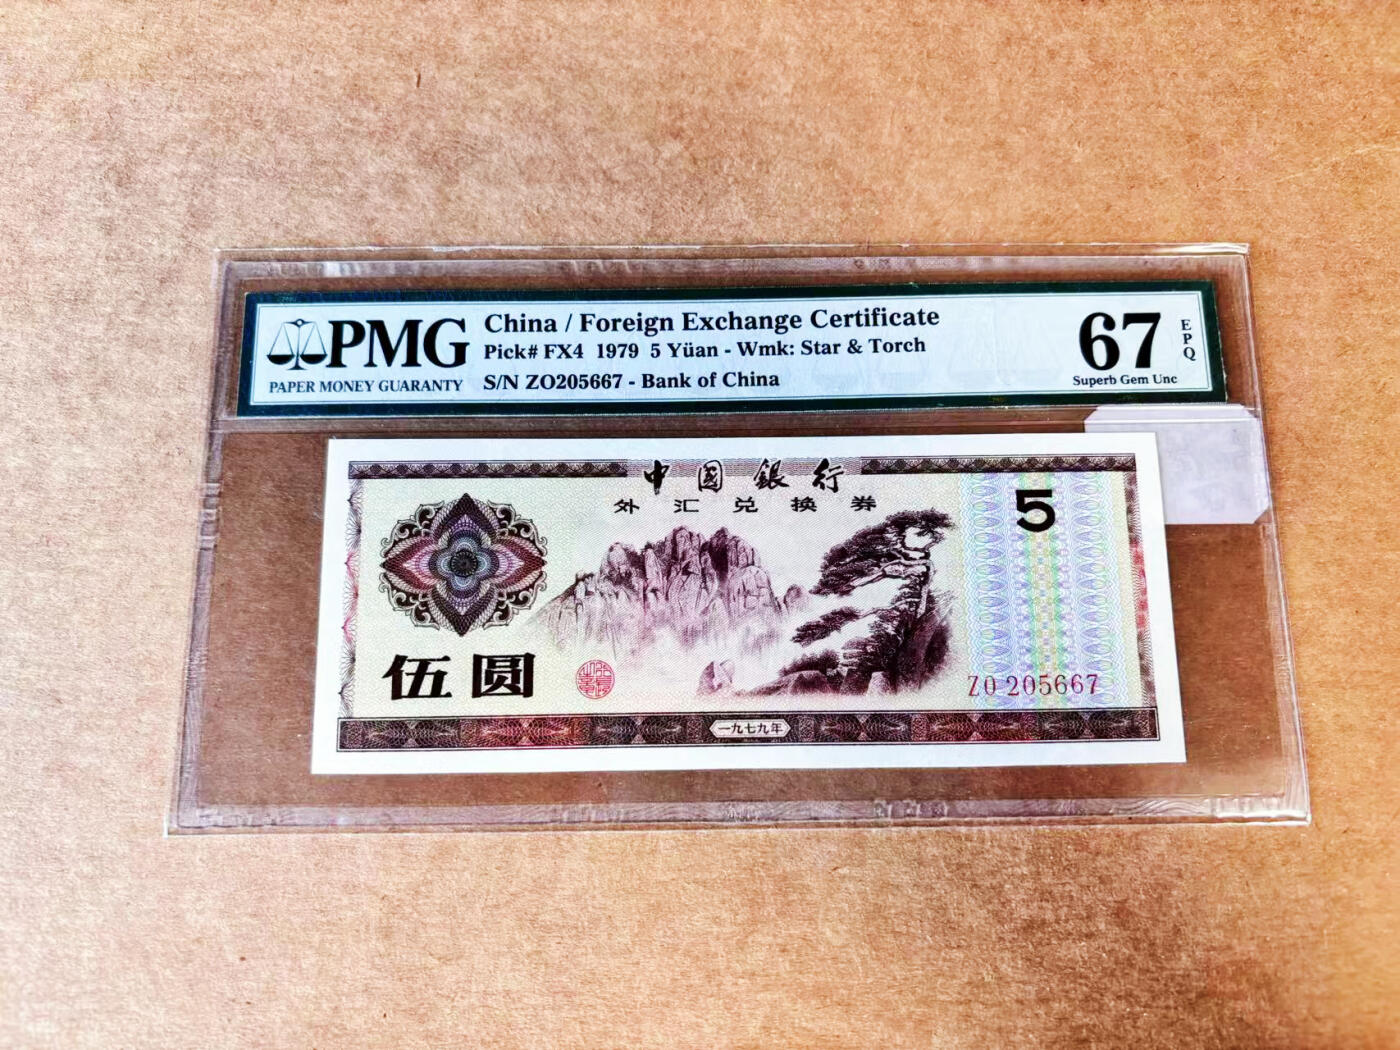 PMG
PAPER MONEY GUARANTY
China / Foreign Exchange Certificate
Pick# FX4 1979 5 Yüan - Wmk: Star & Torch
S/N ZO205667 - Bank of China
67
EPQ
Superb Gem Unc
中國銀行
外汇兑换券
5
伍圆
ZO 205667
一九七九年